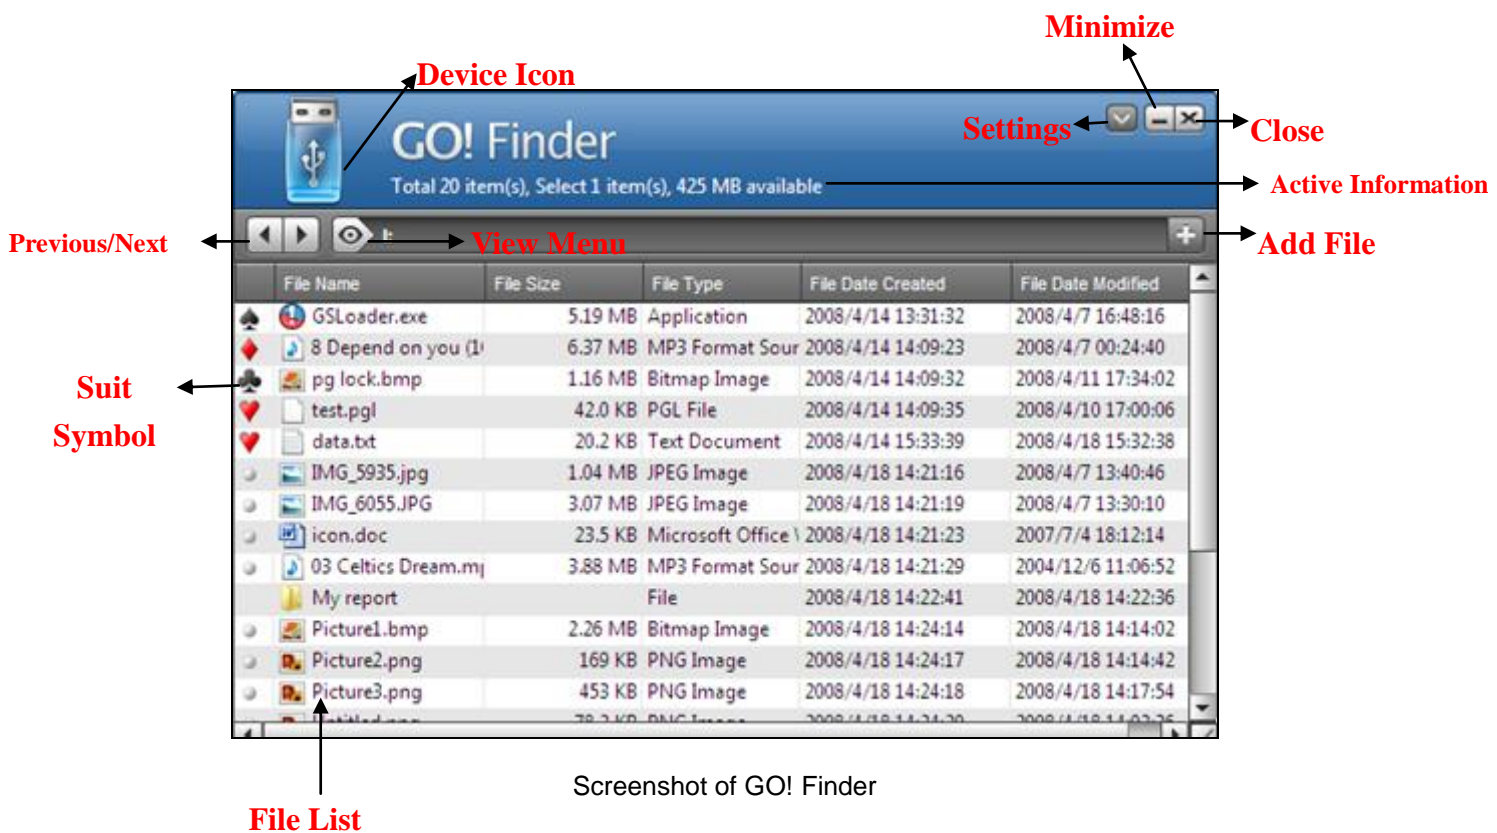 Minimize
Device Icon
GO! Finder
Settings
Close
Total 20 item(s), Select 1 item(s), 425 MB available
Active Information
Previous/Next
I:
View Menu
Add File
File Name File Size File Type File Date Created File Date Modified
GSLoader.exe 5.19 MB Application 2008/4/14 13:31:32 2008/4/7 16:48:16
8 Depend on you (1 6.37 MB MP3 Format Sour 2008/4/14 14:09:23 2008/4/7 00:24:40
pg lock.bmp 1.16 MB Bitmap Image 2008/4/14 14:09:32 2008/4/11 17:34:02
test.pgl 42.0 KB PGL File 2008/4/14 14:09:35 2008/4/10 17:00:06
data.txt 20.2 KB Text Document 2008/4/14 15:33:39 2008/4/18 15:32:38
IMG_5935.jpg 1.04 MB JPEG Image 2008/4/18 14:21:16 2008/4/7 13:40:46
IMG_6055.JPG 3.07 MB JPEG Image 2008/4/18 14:21:19 2008/4/7 13:30:10
icon.doc 23.5 KB Microsoft Office 2008/4/18 14:21:23 2007/7/4 18:12:14
03 Celtics Dream.m 3.88 MB MP3 Format Sour 2008/4/18 14:21:29 2004/12/6 11:06:52
My report File 2008/4/18 14:22:41 2008/4/18 14:22:36
Picture1.bmp 2.26 MB Bitmap Image 2008/4/18 14:24:14 2008/4/18 14:14:02
Picture2.png 169 KB PNG Image 2008/4/18 14:24:17 2008/4/18 14:14:42
Picture3.png 453 KB PNG Image 2008/4/18 14:24:18 2008/4/18 14:17:54
Suit
Symbol
Screenshot of GO! Finder
File List